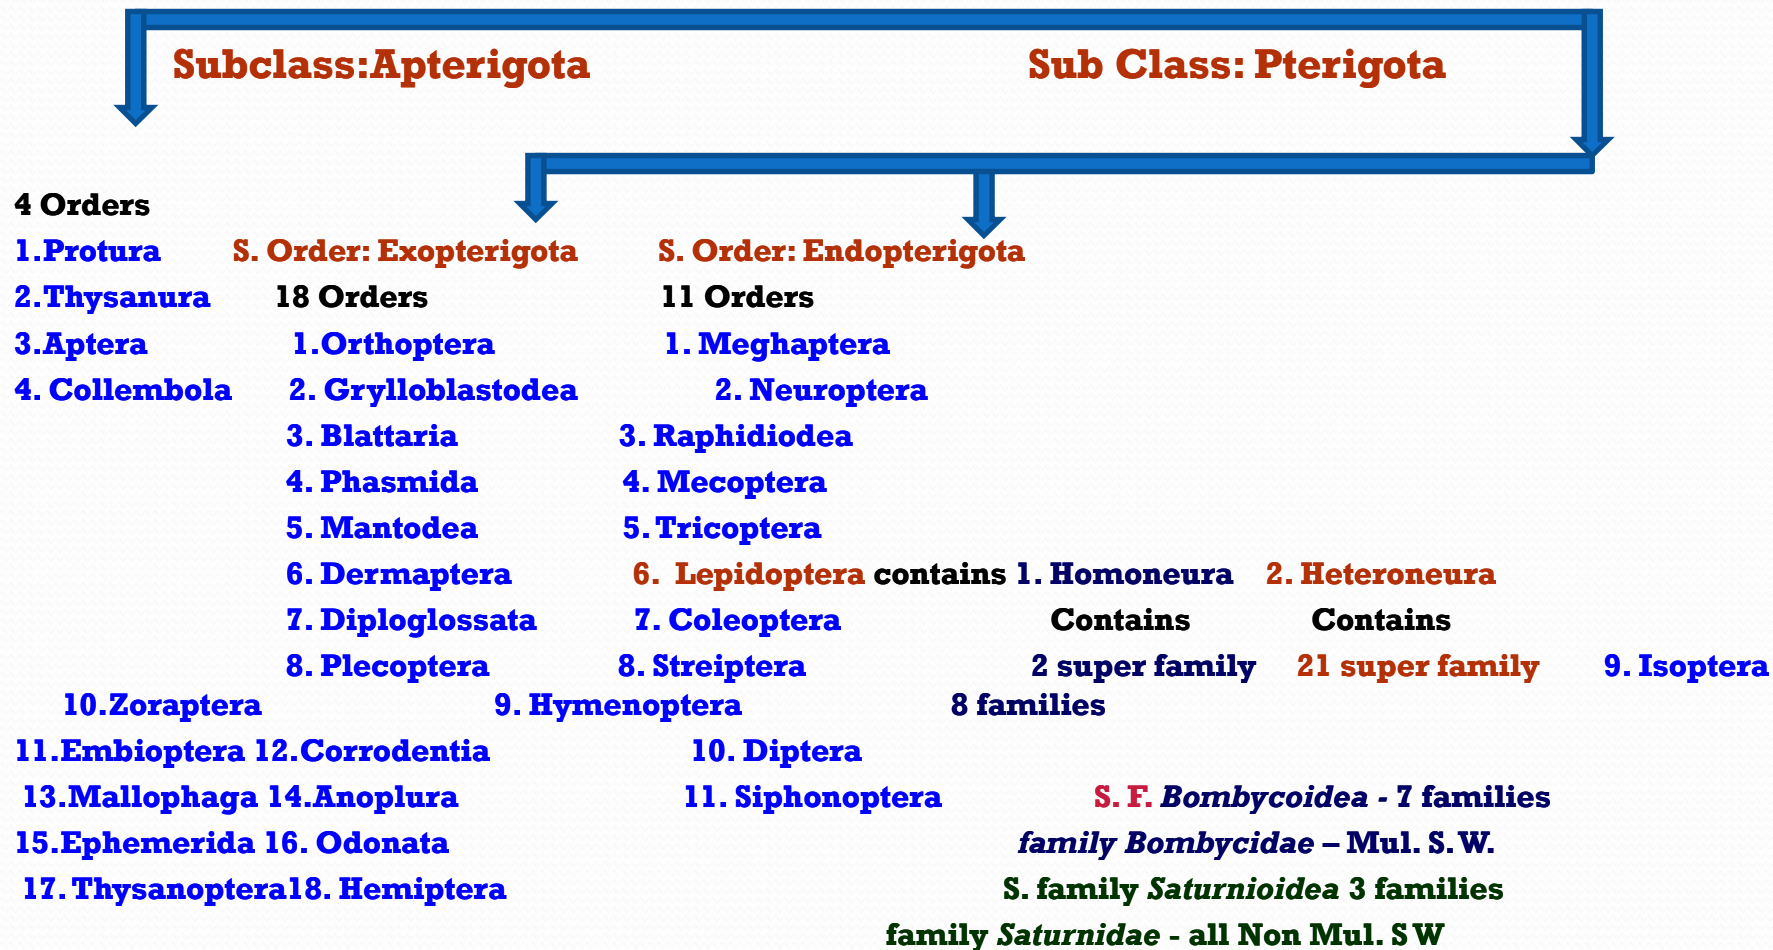 Subclass:Apterigota Sub Class: Pterigota
4 Orders
1.Protura S. Order: Exopterigota S. Order: Endopterigota
2.Thysanura 18 Orders 11 Orders
3.Aptera 1.Orthoptera 1. Meghaptera
4. Collembola 2. Grylloblastodea 2. Neuroptera
3. Blattaria 3. Raphidiodea
4. Phasmida 4. Mecoptera
5. Mantodea 5. Tricoptera
6. Dermaptera 6. Lepidoptera contains 1. Homoneura 2. Heteroneura
7. Diploglossata 7. Coleoptera Contains Contains
8. Plecoptera 8. Streiptera 2 super family 21 super family 9. Isoptera
10.Zoraptera 9. Hymenoptera 8 families
11.Embioptera 12.Corrodentia 10. Diptera
13.Mallophaga 14.Anoplura 11. Siphonoptera S. F. Bombycoidea - 7 families
15.Ephemerida 16. Odonata family Bombycidae – Mul. S.W.
17. Thysanoptera18. Hemiptera S. family Saturnioidea 3 families
family Saturnidae - all Non Mul. S W